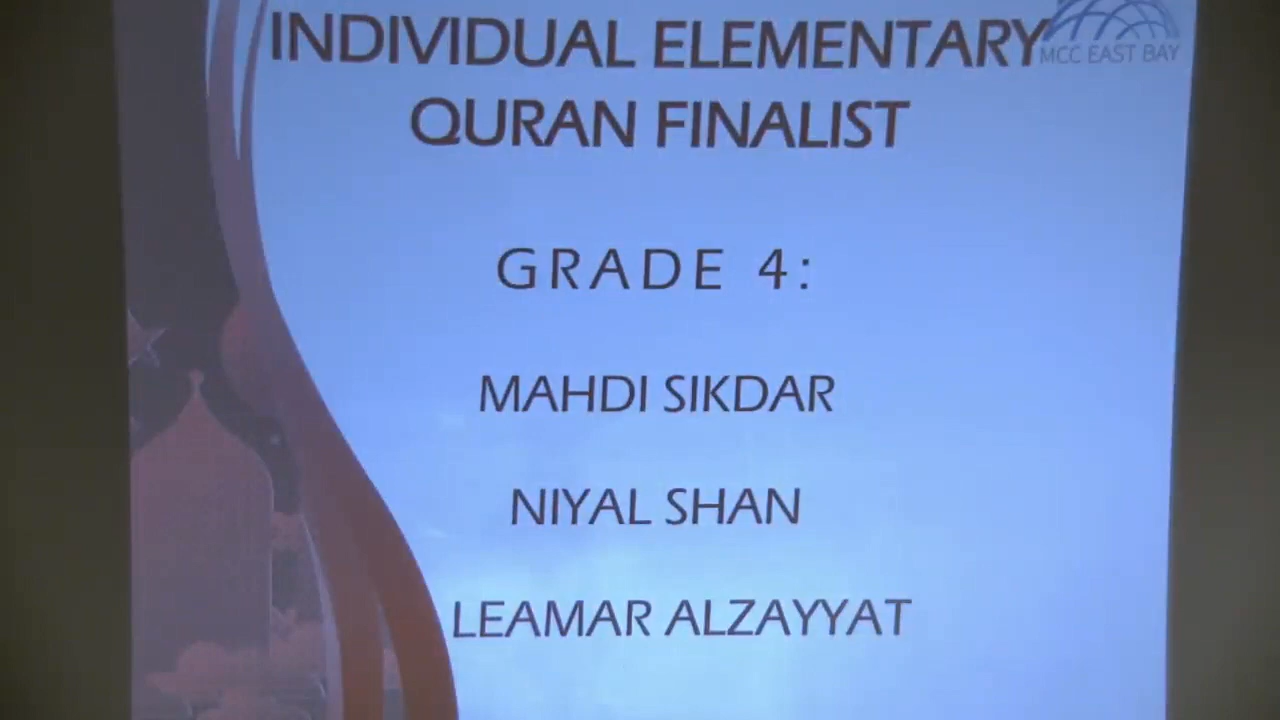 INDIVIDUAL ELEMENTARY
MCC EAST BAY
QURAN FINALIST
GRADE 4:
MAHDI SIKDAR
NIYAL SHAN
LEAMAR ALZAYYAT